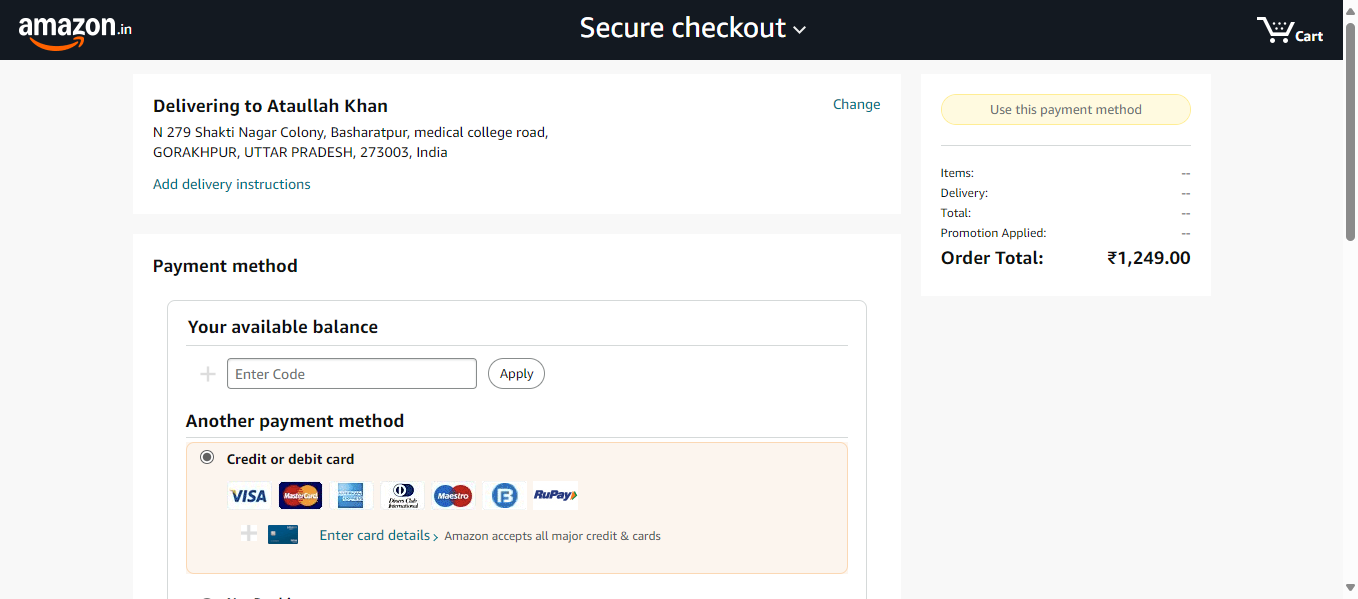 amazon.in
Secure checkout
Cart
Delivering to Ataullah Khan
Change
N 279 Shakti Nagar Colony, Basharatpur, medical college road,
GORAKHPUR, UTTAR PRADESH, 273003, India
Add delivery instructions
Use this payment method
Items: --
Delivery: --
Total: --
Promotion Applied: --
Order Total: ₹1,249.00
Payment method
Your available balance
Enter Code
Apply
Another payment method
Credit or debit card
VISA
MasterCard
AMERICAN EXPRESS
Diners Club
International
Maestro
RuPay
Enter card details
Amazon accepts all major credit & cards